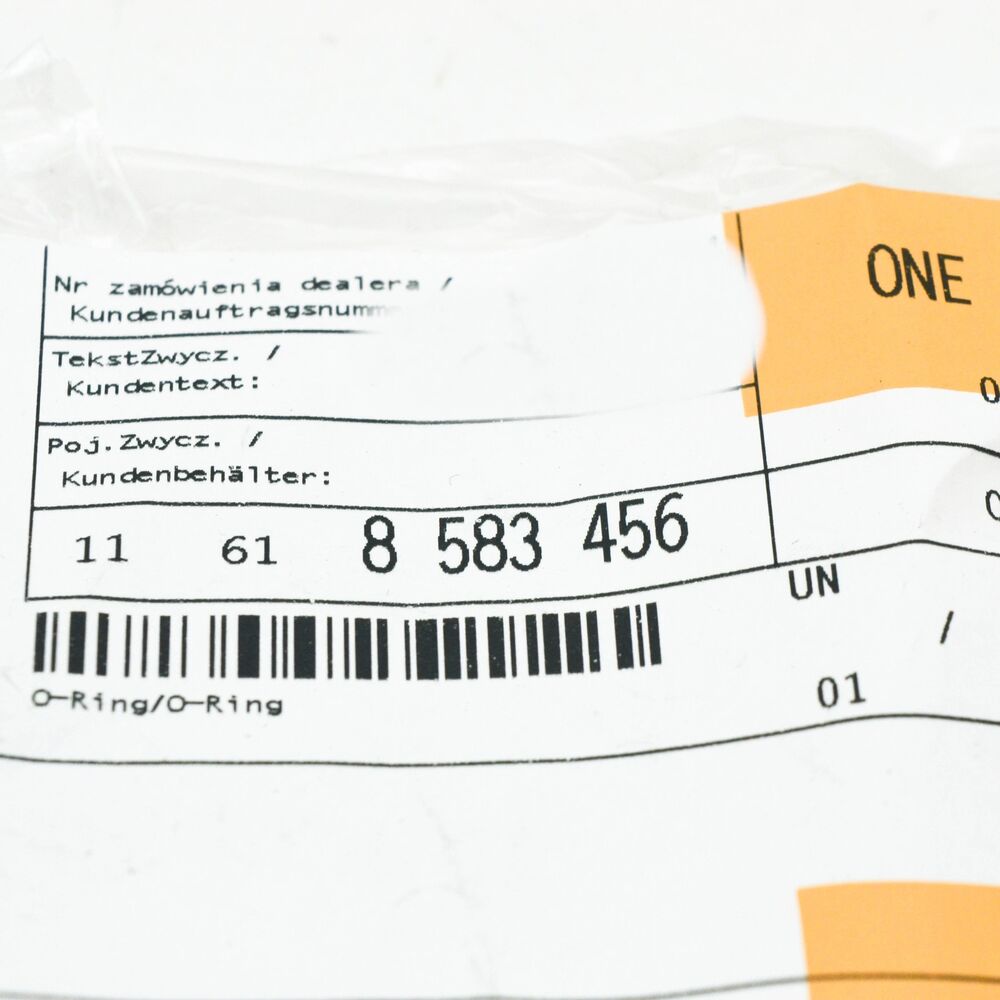 Nr zamówienia dealera /
Kundenauftragsnumm
ONE
TekstZwycz. /
Kundentext:
Poj.Zwycz. /
Kundenbehälter:
11 61 8 583 456
UN
/
O-Ring/O-Ring
01